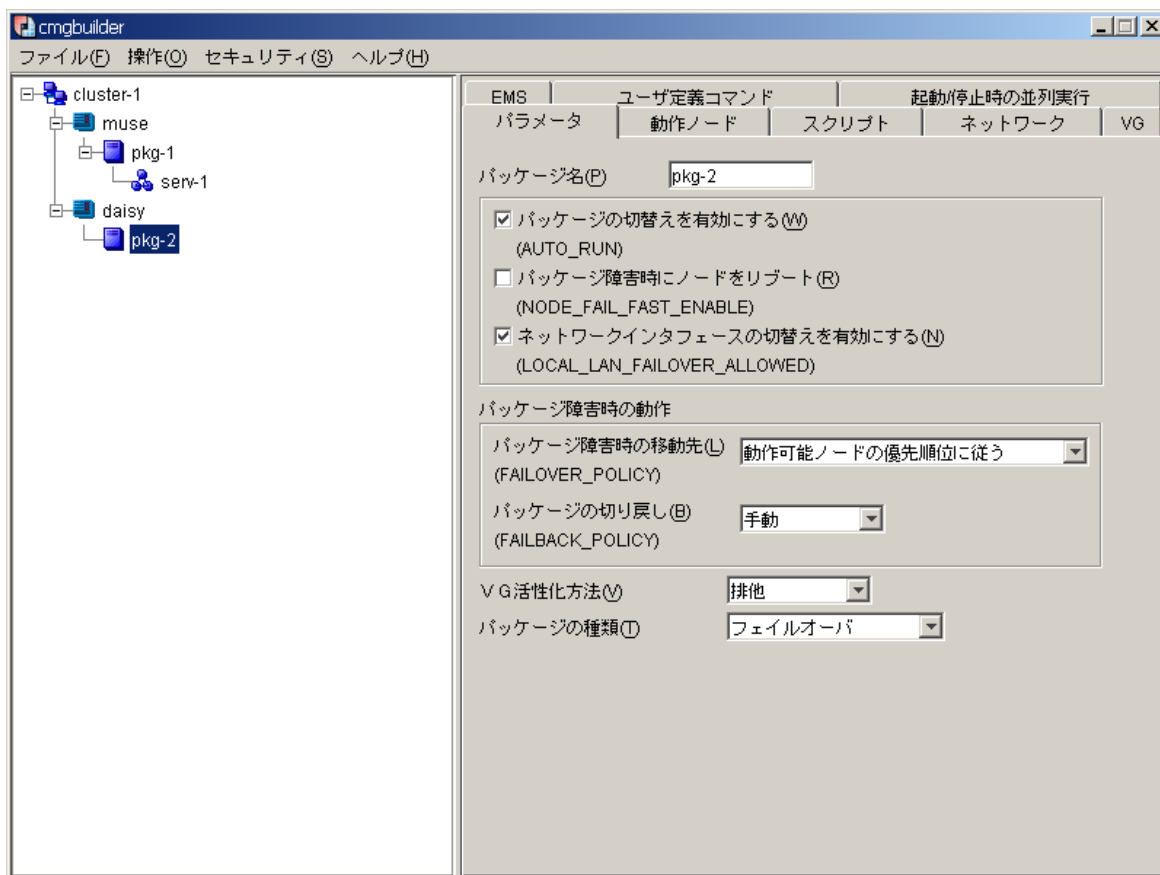 cmgbuilder
ファイル(F) 操作(O) セキュリティ(S) ヘルプ(H)
cluster-1
muse
pkg-1
serv-1
daisy
pkg-2
EMS ユーザ定義コマンド 起動/停止時の並列実行
パラメータ 動作ノード スクリプト ネットワーク VG
パッケージ名(P) pkg-2
パッケージの切替えを有効にする(W)
(AUTO_RUN)
パッケージ障害時にノードをリブート(R)
(NODE_FAIL_FAST_ENABLE)
ネットワークインタフェースの切替えを有効にする(N)
(LOCAL_LAN_FAILOVER_ALLOWED)
パッケージ障害時の動作
パッケージ障害時の移動先(L) 動作可能ノードの優先順位に従う
(FAILOVER_POLICY)
パッケージの切り戻し(B) 手動
(FAILBACK_POLICY)
VG活性化方法(V) 排他
パッケージの種類(T) フェイルオーバ